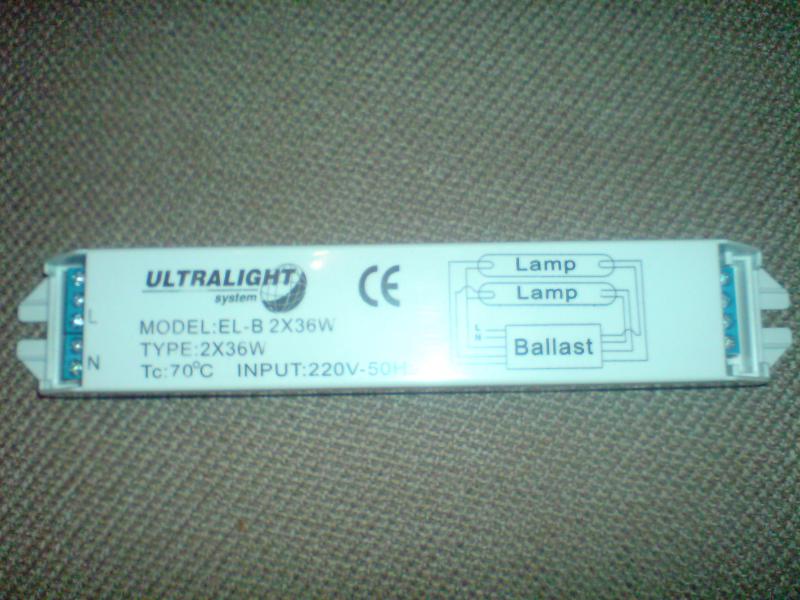 ULTRALIGHT
system
CE
MODEL:EL-B 2X36W
TYPE:2X36W
Tc:70°C INPUT:220V-50H
L
N
Lamp
Lamp
L
N
Ballast